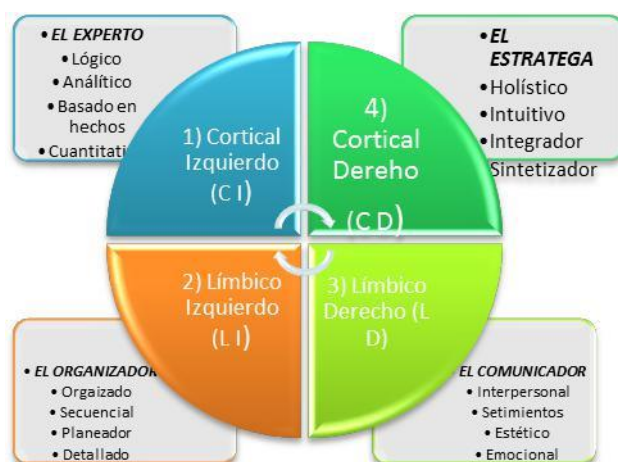 • EL EXPERTO
• Lógico
• Análítico
• Basado en
hechos
• Cuantitati
• EL
ESTRATEGA
• Holístico
• Intuitivo
• Integrador
Sintetizador
1) Cortical
Izquierdo
(C I)
4)
Cortical
Dereho
(C D)
2) Límbico
Izquierdo
(L I)
3) Límbico
Derecho (L
D)
• EL ORGANIZADOR
• Orgaizado
• Secuencial
• Planeador
• Detallado
EL COMUNICADOR
• Interpersonal
• Setimientos
• Estético
• Emocional